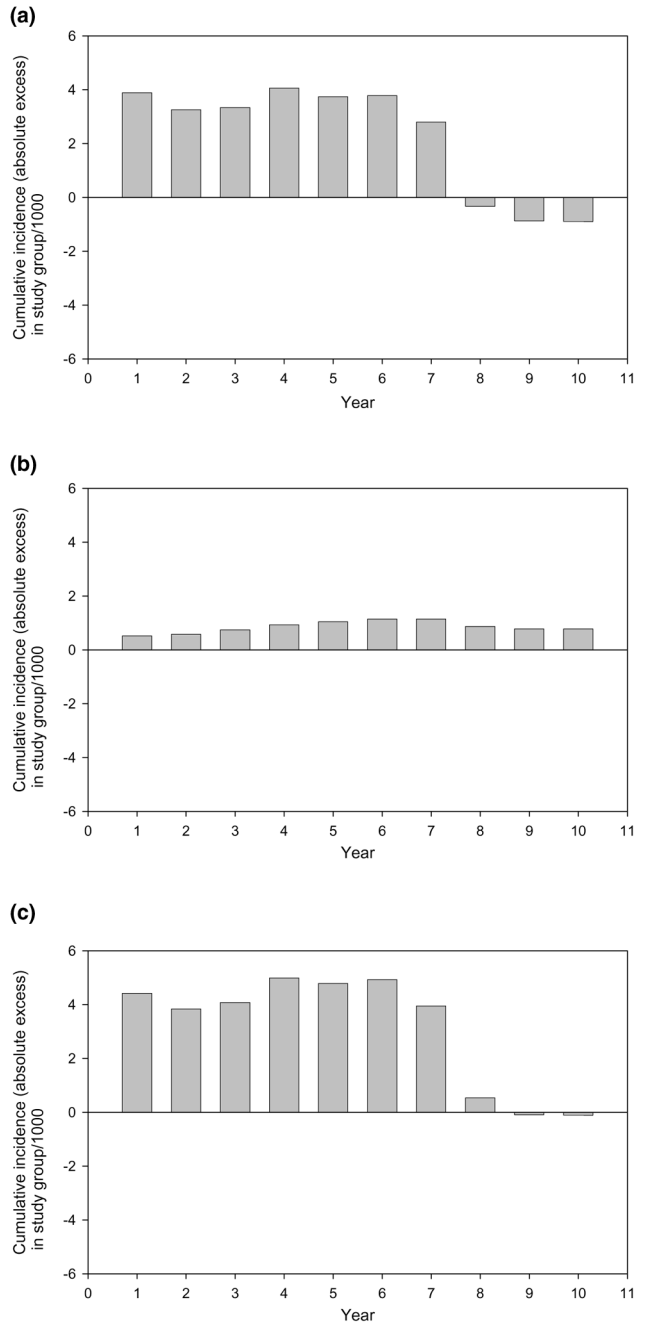 (a)
Cumulative incidence (absolute excess)
in study group/1000
6
4
2
0
-2
-4
-6
0 1 2 3 4 5 6 7 8 9 10 11
Year
(b)
Cumulative incidence (absolute excess)
in study group/1000
6
4
2
0
-2
-4
-6
0 1 2 3 4 5 6 7 8 9 10 11
Year
(c)
Cumulative incidence (absolute excess)
in study group/1000
6
4
2
0
-2
-4
-6
0 1 2 3 4 5 6 7 8 9 10 11
Year